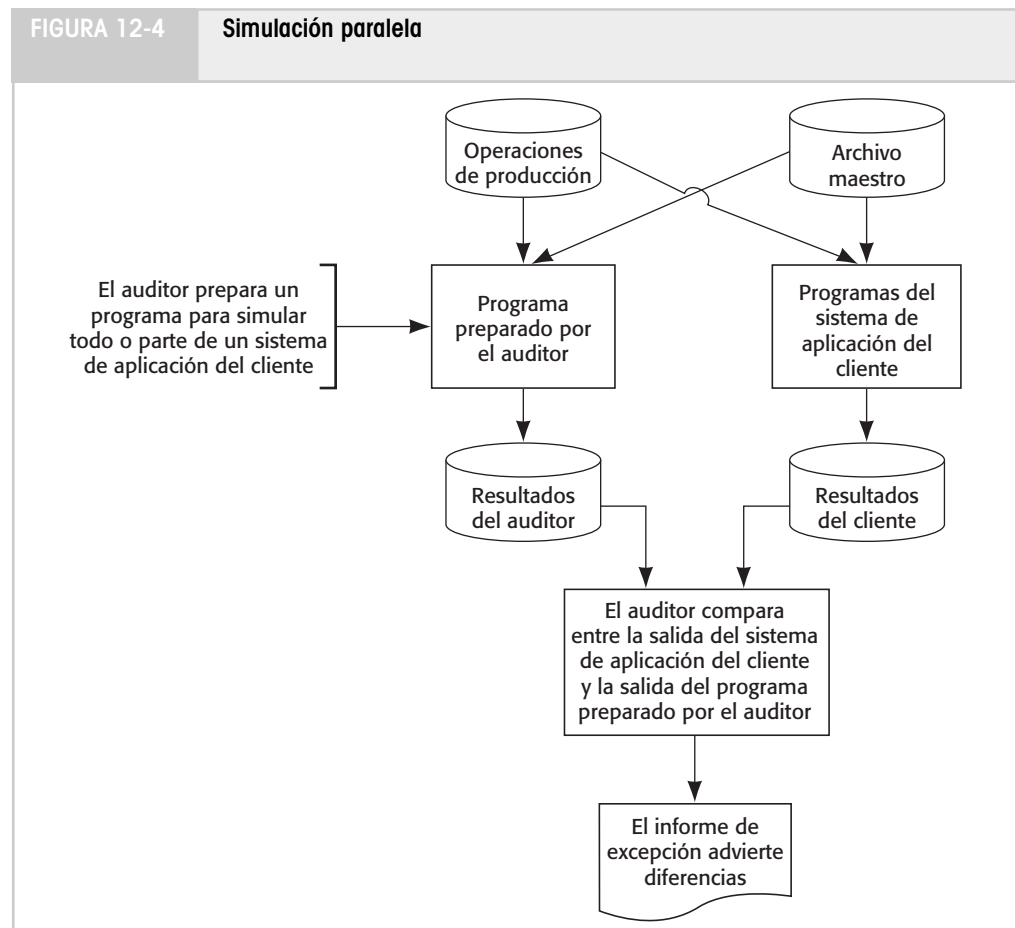 FIGURA 12-4
Simulación paralela
Operaciones
de producción
Archivo
maestro
El auditor prepara un
programa para simular
todo o parte de un sistema
de aplicación del cliente
Programa
preparado por
el auditor
Programas del
sistema de
aplicación del
cliente
Resultados
del auditor
Resultados
del cliente
El auditor compara
entre la salida del sistema
de aplicación del cliente
y la salida del programa
preparado por el auditor
El informe de
excepción advierte
diferencias